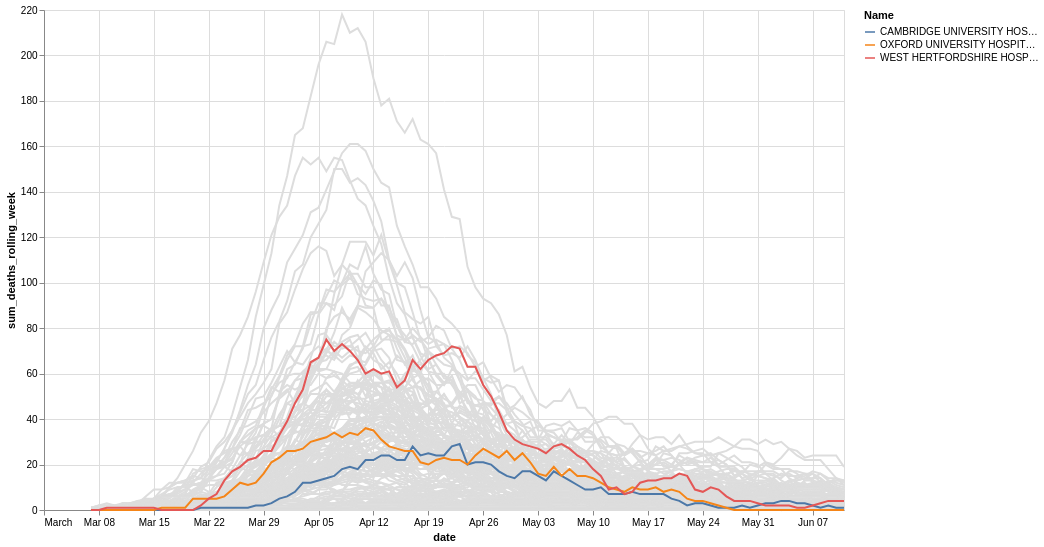 220
200
180
160
140
120
100
80
60
40
20
0
sum_deaths_rolling_week
March Mar 08 Mar 15 Mar 22 Mar 29 Apr 05 Apr 12 Apr 19 Apr 26 May 03 May 10 May 17 May 24 May 31 Jun 07
date
Name
CAMBRIDGE UNIVERSITY HOS…
OXFORD UNIVERSITY HOSPIT…
WEST HERTFORDSHIRE HOSP…